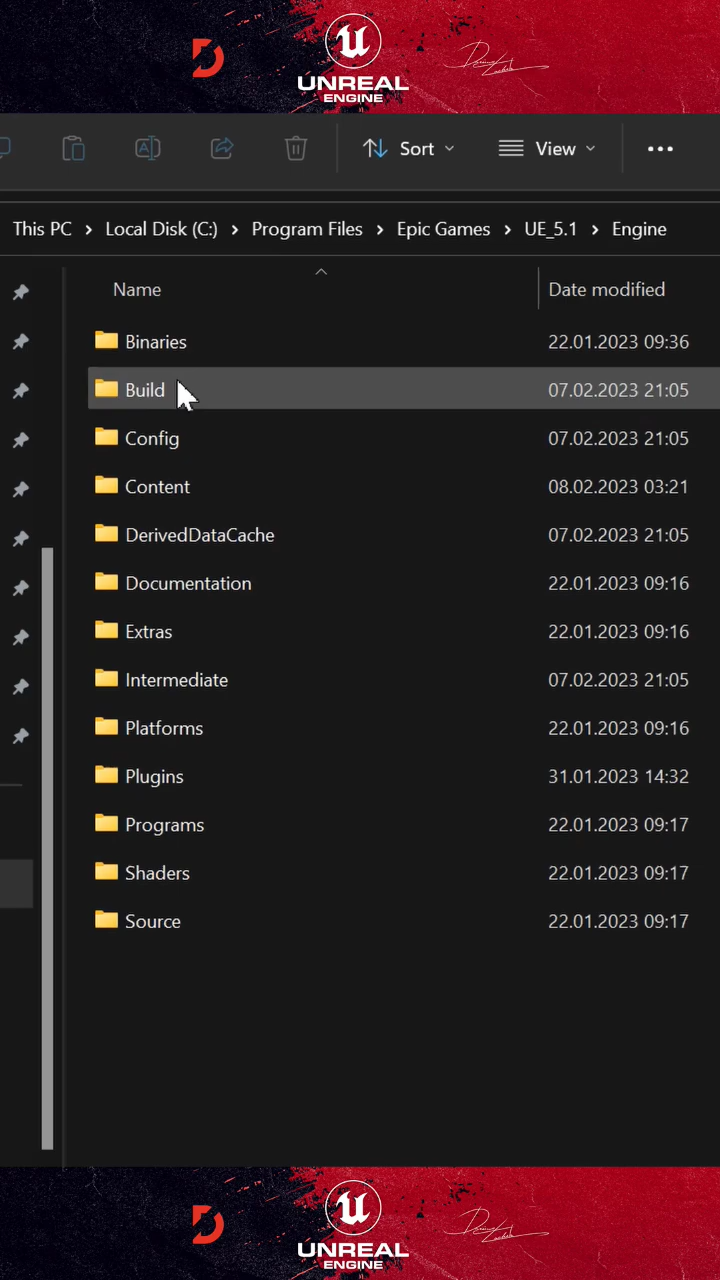 UNREAL
ENGINE
Sort View •••
This PC > Local Disk (C:) > Program Files > Epic Games > UE_5.1 > Engine
Name Date modified
Binaries 22.01.2023 09:36
Build 07.02.2023 21:05
Config 07.02.2023 21:05
Content 08.02.2023 03:21
DerivedDataCache 07.02.2023 21:05
Documentation 22.01.2023 09:16
Extras 22.01.2023 09:16
Intermediate 07.02.2023 21:05
Platforms 22.01.2023 09:16
Plugins 31.01.2023 14:32
Programs 22.01.2023 09:17
Shaders 22.01.2023 09:17
Source 22.01.2023 09:17
UNREAL
ENGINE